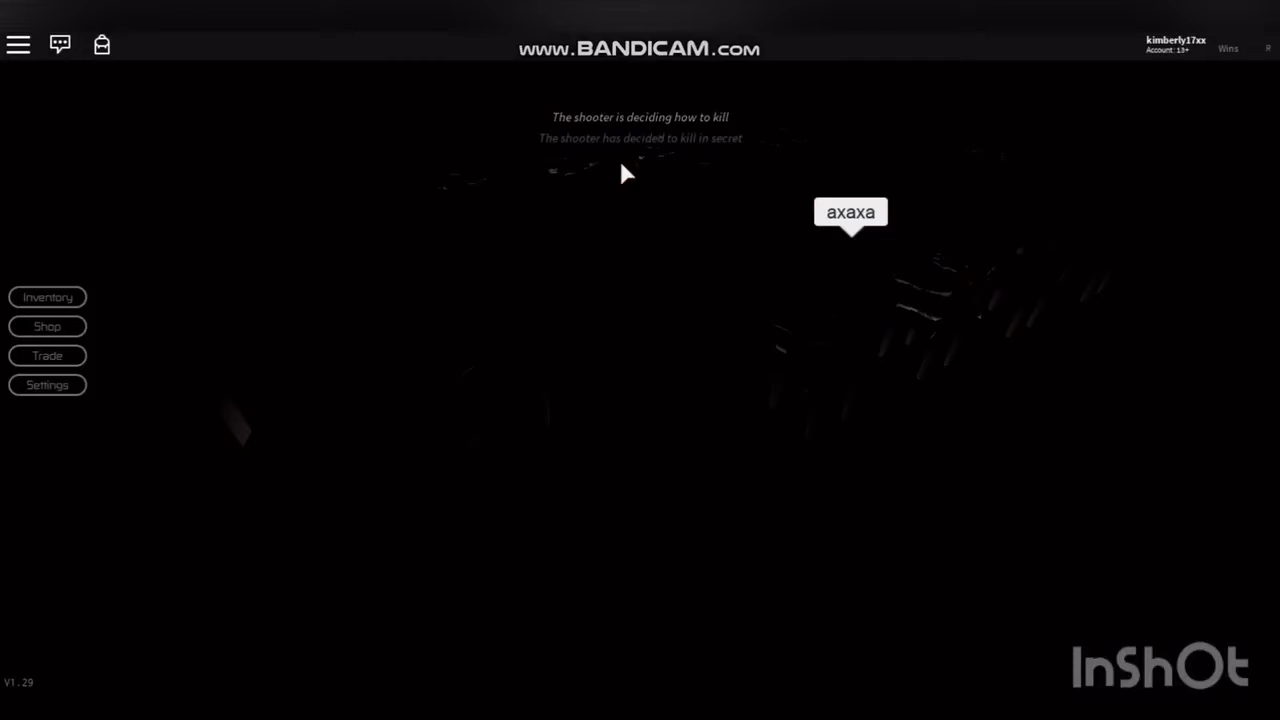 www.BANDICAM.com
kimberly17xx
Account: 13+
Wins
R
The shooter is deciding how to kill
The shooter has decided to kill in secret
axaxa
Inventory
Shop
Trade
Settings
V1.29
InShOt